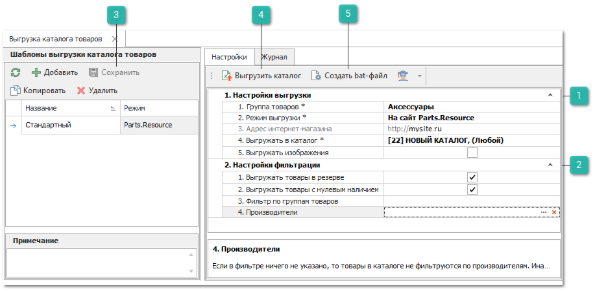 3
4
5
Выгрузка каталога товаров
Шаблоны выгрузки каталога товаров
Добавить Сохранить
Копировать Удалить
Название Режим
Стандартный Parts.Resource
Примечание
Настройки Журнал
Выгрузить каталог Создать bat-файл
1. Настройки выгрузки
1
1. Группа товаров * Аксессуары
2. Режим выгрузки * На сайт Parts.Resource
3. Адрес интернет-магазина http://mysite.ru
4. Выгружать в каталог * [22] НОВЫЙ КАТАЛОГ, (Любой)
5. Выгружать изображения
2. Настройки фильтрации
2
1. Выгружать товары в резерве
2. Выгружать товары с нулевым наличием
3. Фильтр по группам товаров
4. Производители
4. Производители
Если в фильтре ничего не указано, то товары в каталоге не фильтруются по производителям. Ина...